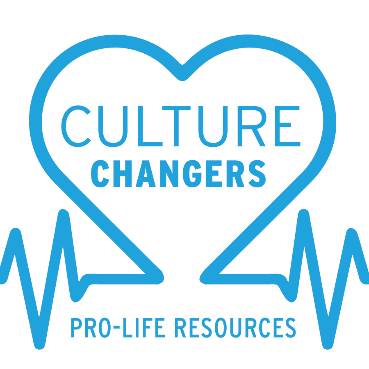 CULTURE
CHANGERS
PRO-LIFE RESOURCES